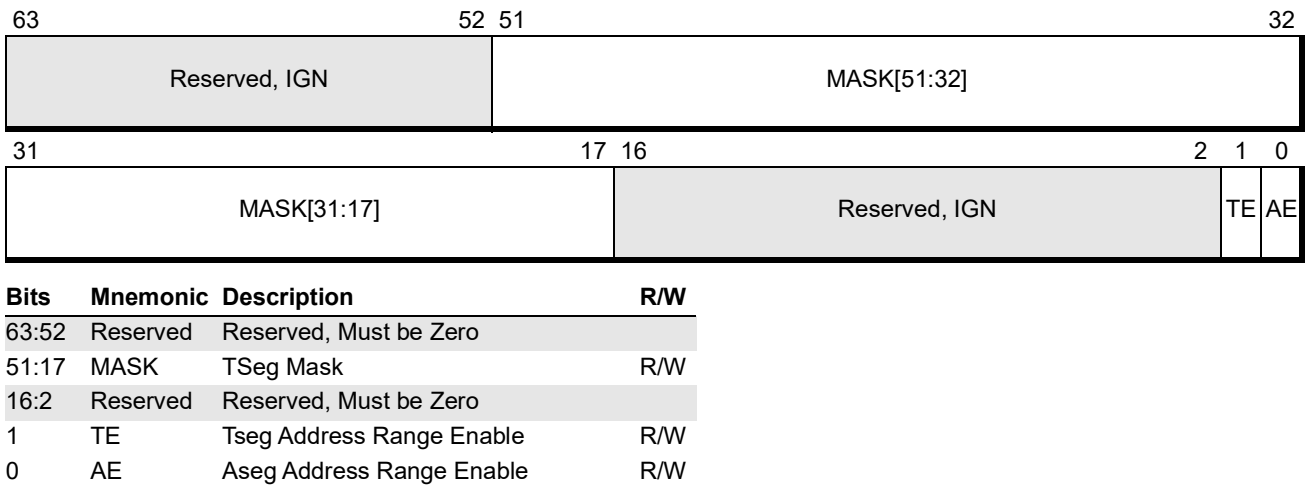 63 52 51 32
Reserved, IGN MASK[51:32]
31 17 16 2 1 0
MASK[31:17] Reserved, IGN TE AE
Bits Mnemonic Description R/W
63:52 Reserved Reserved, Must be Zero
51:17 MASK TSeg Mask R/W
16:2 Reserved Reserved, Must be Zero
1 TE Tseg Address Range Enable R/W
0 AE Aseg Address Range Enable R/W